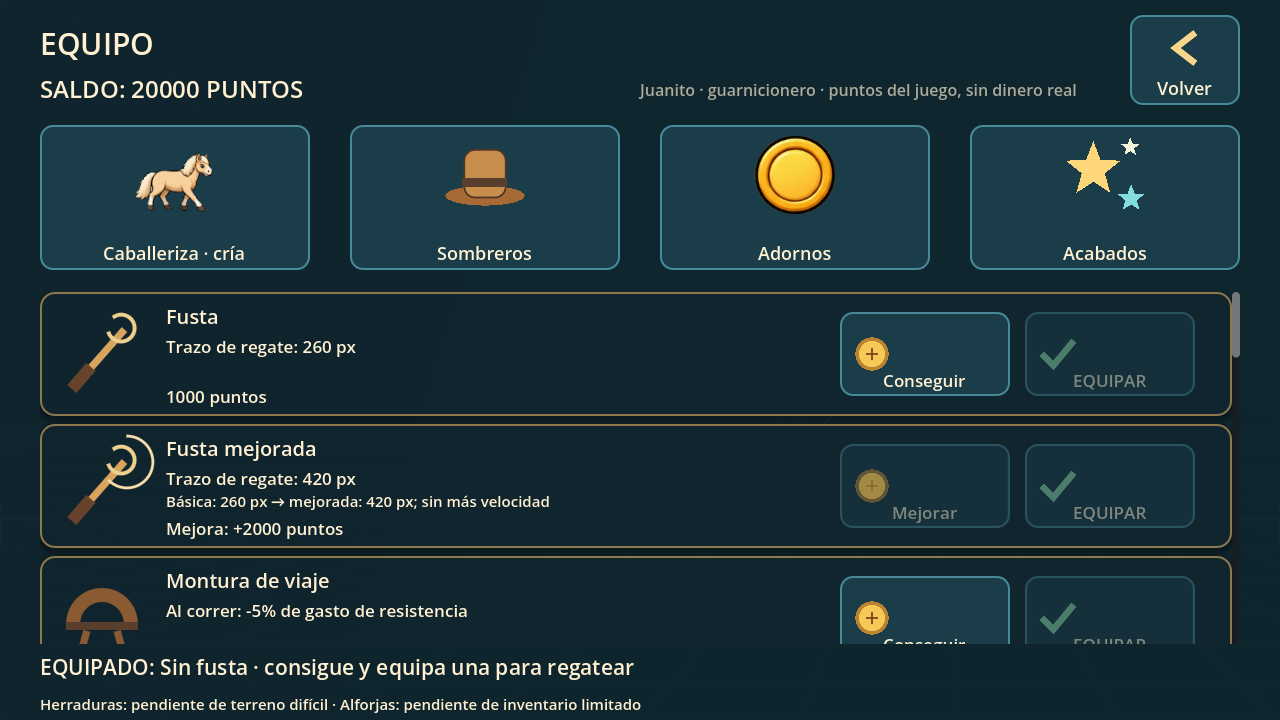 EQUIPO
SALDO: 20000 PUNTOS
Juanito · guarnicionero · puntos del juego, sin dinero real
Volver
Caballeriza · cría
Sombreros
Adornos
Acabados
Fusta
Trazo de regate: 260 px
1000 puntos
Conseguir
EQUIPAR
Fusta mejorada
Trazo de regate: 420 px
Básica: 260 px → mejorada: 420 px; sin más velocidad
Mejora: +2000 puntos
Mejorar
EQUIPAR
Montura de viaje
Al correr: -5% de gasto de resistencia
Conseguir
EQUIPAR
EQUIPADO: Sin fusta · consigue y equipa una para regatear
Herraduras: pendiente de terreno difícil · Alforjas: pendiente de inventario limitado